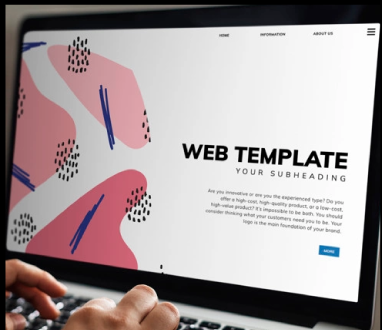 HOME INFORMATION ABOUT US
WEB TEMPLATE
YOUR SUBHEADING
Are you innovative or are you the experienced type? Do you
offer a high-cost, high-quality product, or a low-cost,
high-value product? It's impossible to be both. You should
consider thinking what your customers need you to be. Your
logo is the main foundation of your brand.
MORE